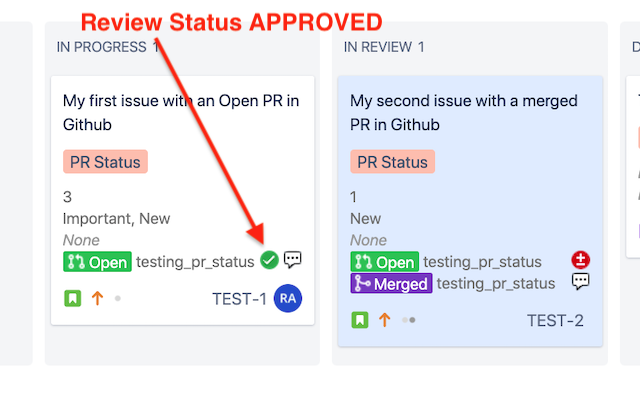 Review Status APPROVED
IN PROGRESS 1
My first issue with an Open PR in
Github
PR Status
3
Important, New
None
Open testing_pr_status
TEST-1 RA
IN REVIEW 1
My second issue with a merged
PR in Github
PR Status
1
New
None
Open testing_pr_status
Merged testing_pr_status
TEST-2
D